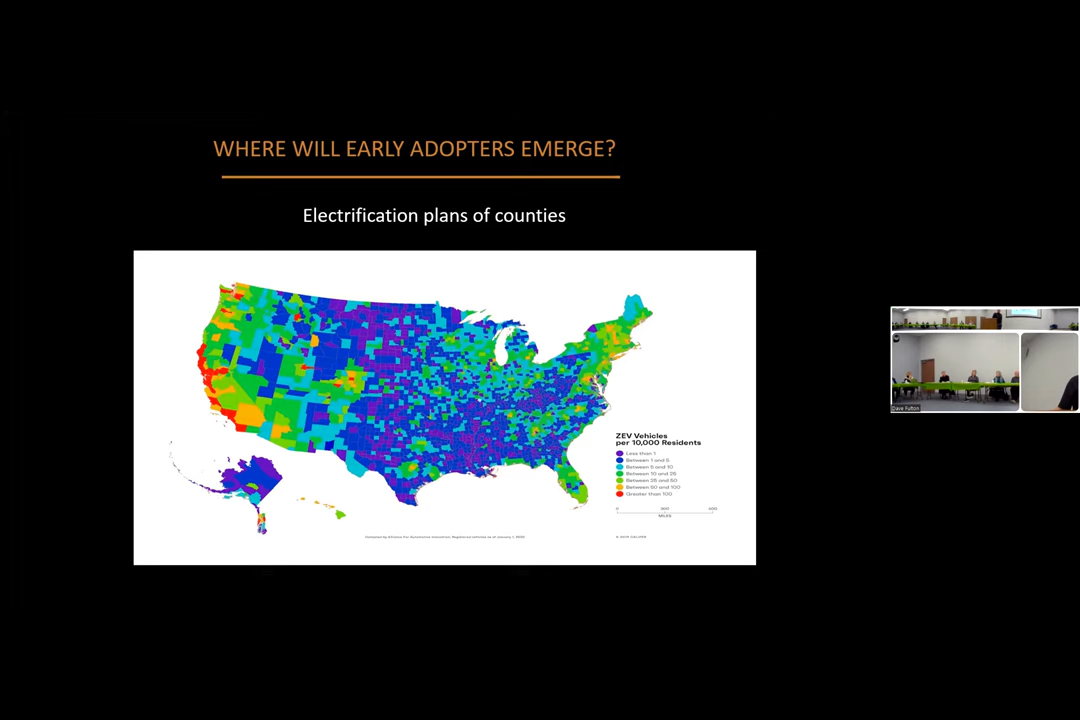 WHERE WILL EARLY ADOPTERS EMERGE?
Electrification plans of counties
ZEV Vehicles
per 10,000 Residents
Less than 1
Between 1 and 5
Between 5 and 10
Between 10 and 25
Between 25 and 50
Between 50 and 100
Greater than 100
MILES
Dave Fulton